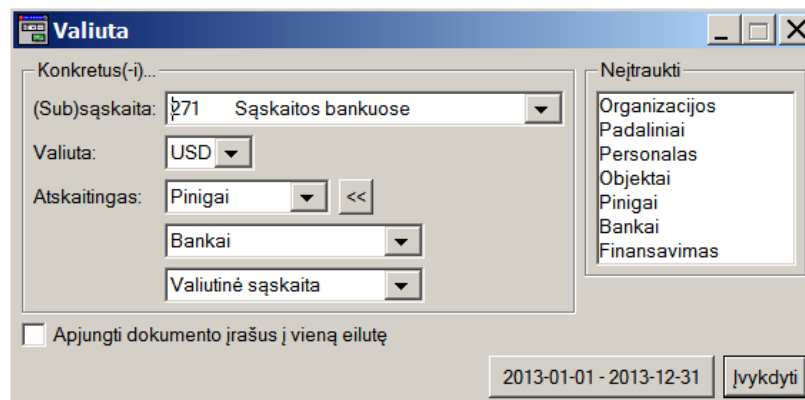 Valiuta
Konkretus(-i)...
(Sub)sąskaita: 271 Sąskaitos bankuose
Valiuta: USD
Atskaitingas: Pinigai <<
Bankai
Valiutinė sąskaita
Neįtraukti
Organizacijos
Padaliniai
Personalas
Objektai
Pinigai
Bankai
Finansavimas
Apjungti dokumento įrašus į vieną eilutę
2013-01-01 - 2013-12-31 Įvykdyti